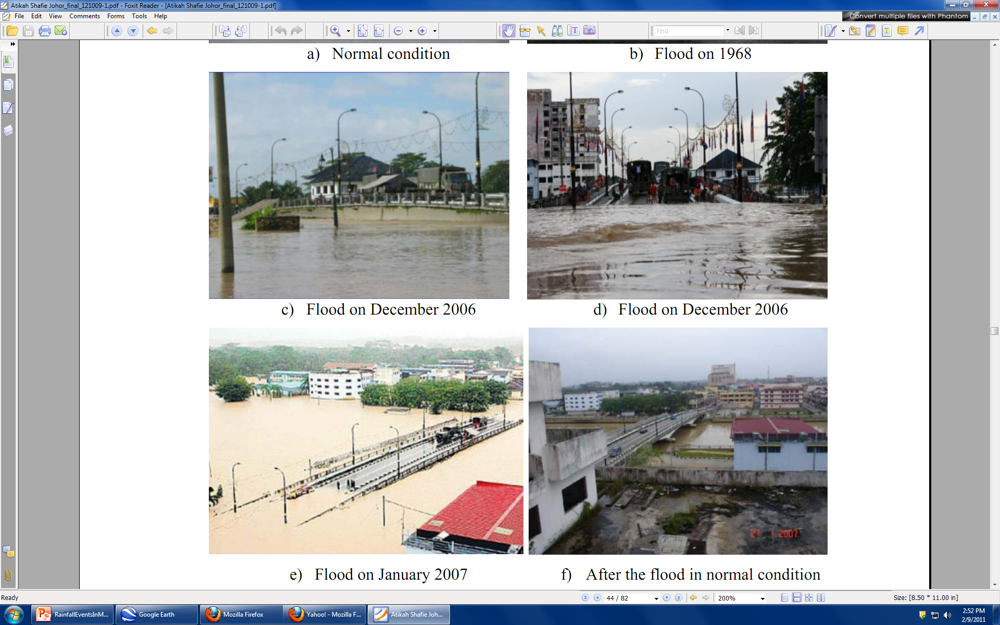 Atikah Shafie Johor_final_121009-1.pdf - Foxit Reader - [Atikah Shafie Johor_final_121009-1.pdf]
File Edit View Comments Forms Tools Help
Convert multiple files with Phantom
Find
a) Normal condition
b) Flood on 1968
c) Flood on December 2006
d) Flood on December 2006
27 1 2007
e) Flood on January 2007
f) After the flood in normal condition
Ready
44 / 82
200%
Size: [8.50 * 11.00 in]
RainfallEventsInM...
Google Earth
Mozilla Firefox
Yahoo! - Mozilla F...
Atikah Shafie Joh...
2:52 PM
2/9/2011